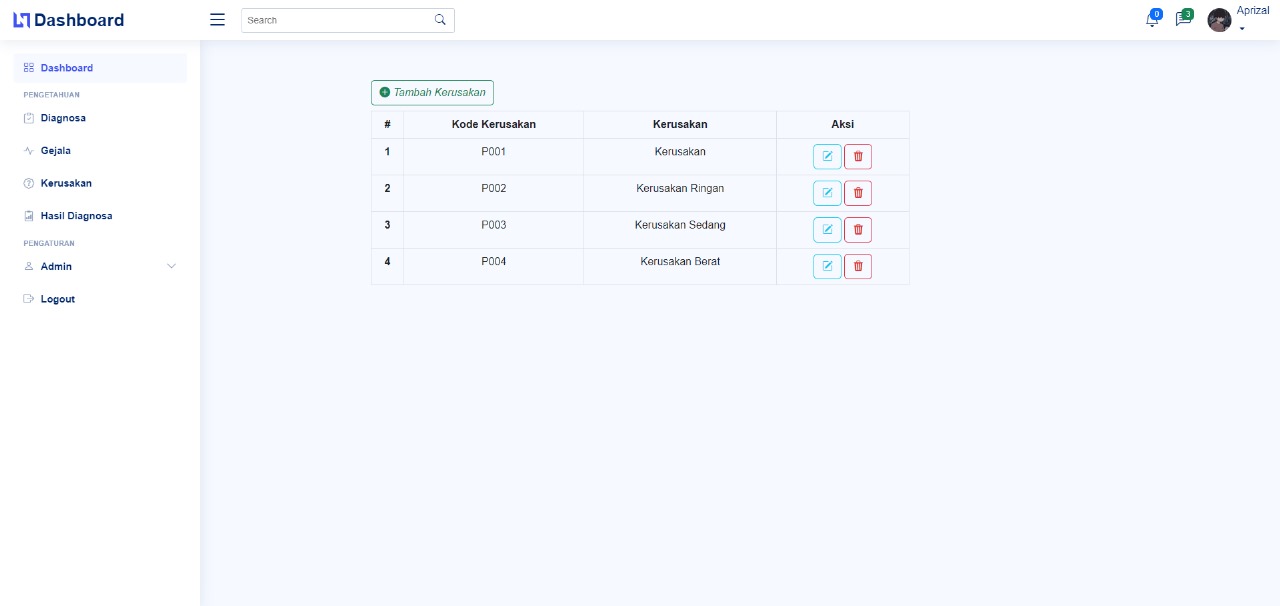 Dashboard
Search
0
3
Aprizal
Dashboard
PENGETAHUAN
Diagnosa
Gejala
Kerusakan
Hasil Diagnosa
PENGATURAN
Admin
Logout
Tambah Kerusakan
# Kode Kerusakan Kerusakan Aksi
1 P001 Kerusakan
2 P002 Kerusakan Ringan
3 P003 Kerusakan Sedang
4 P004 Kerusakan Berat